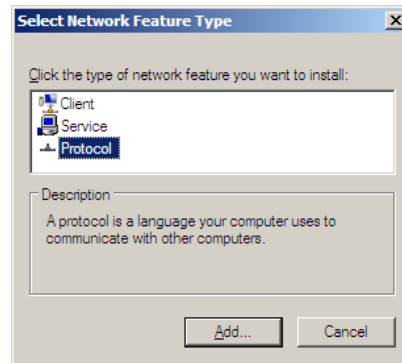 Select Network Feature Type
Click the type of network feature you want to install:
Client
Service
Protocol
Description
A protocol is a language your computer uses to
communicate with other computers.
Add...
Cancel